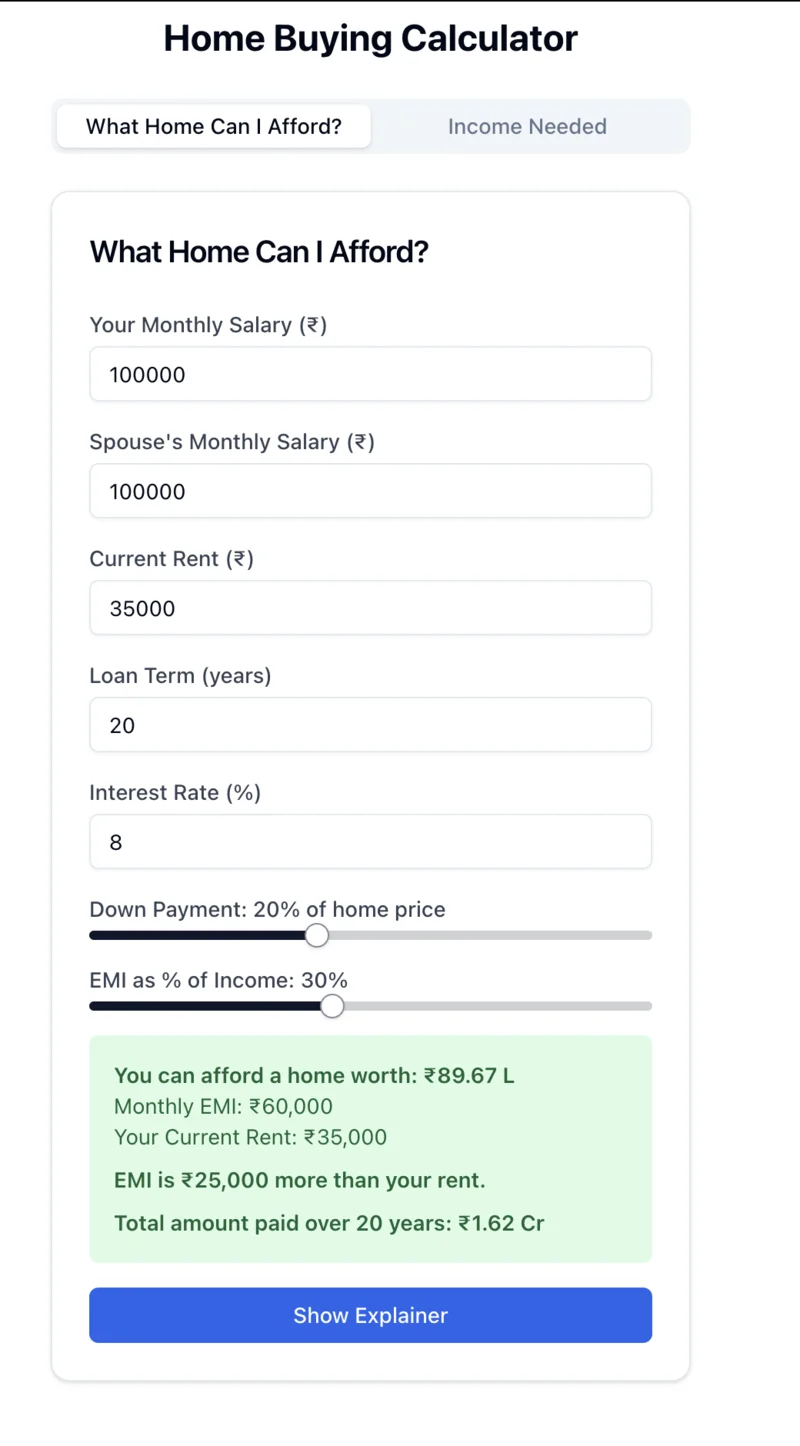 Home Buying Calculator
What Home Can I Afford?
Income Needed
What Home Can I Afford?
Your Monthly Salary (₹)
100000
Spouse's Monthly Salary (₹)
100000
Current Rent (₹)
35000
Loan Term (years)
20
Interest Rate (%)
8
Down Payment: 20% of home price
EMI as % of Income: 30%
You can afford a home worth: ₹89.67 L
Monthly EMI: ₹60,000
Your Current Rent: ₹35,000
EMI is ₹25,000 more than your rent.
Total amount paid over 20 years: ₹1.62 Cr
Show Explainer